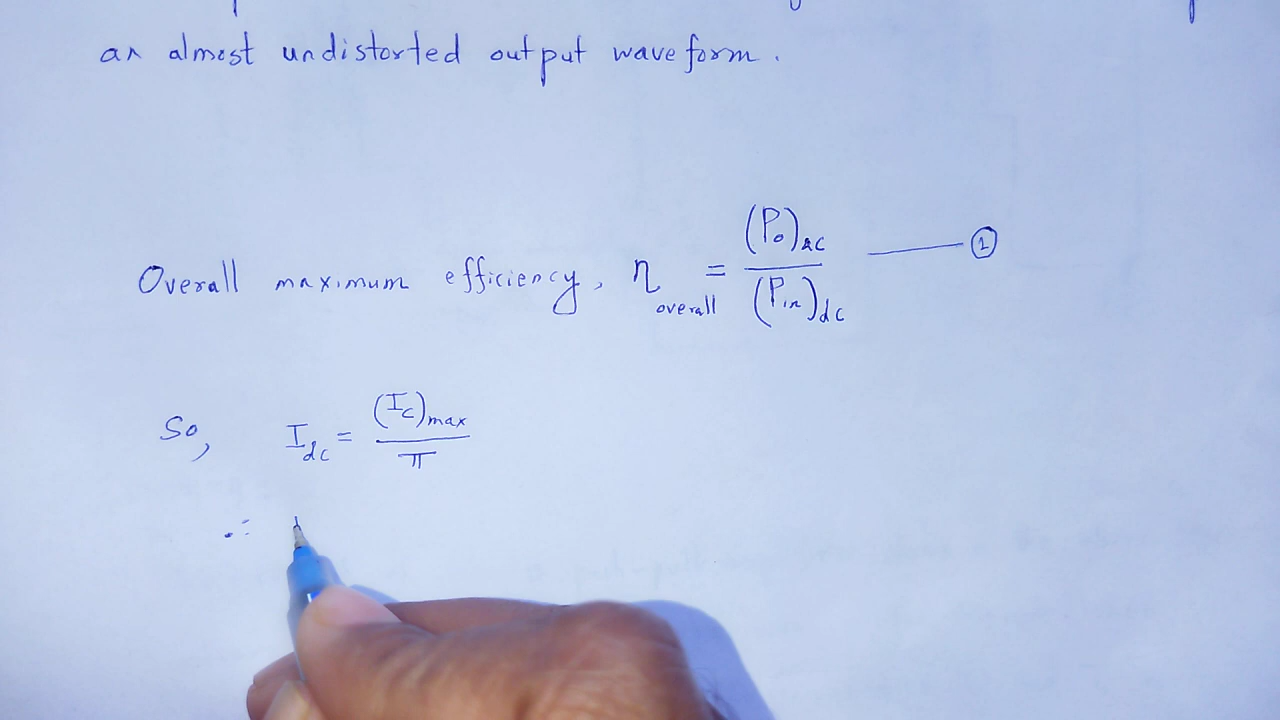 an almost undistorted output waveform.
Overall maximum efficiency, η overall = (Po)ac / (Pin)dc —— ①
So, Idc = (Ic)max / π
∴